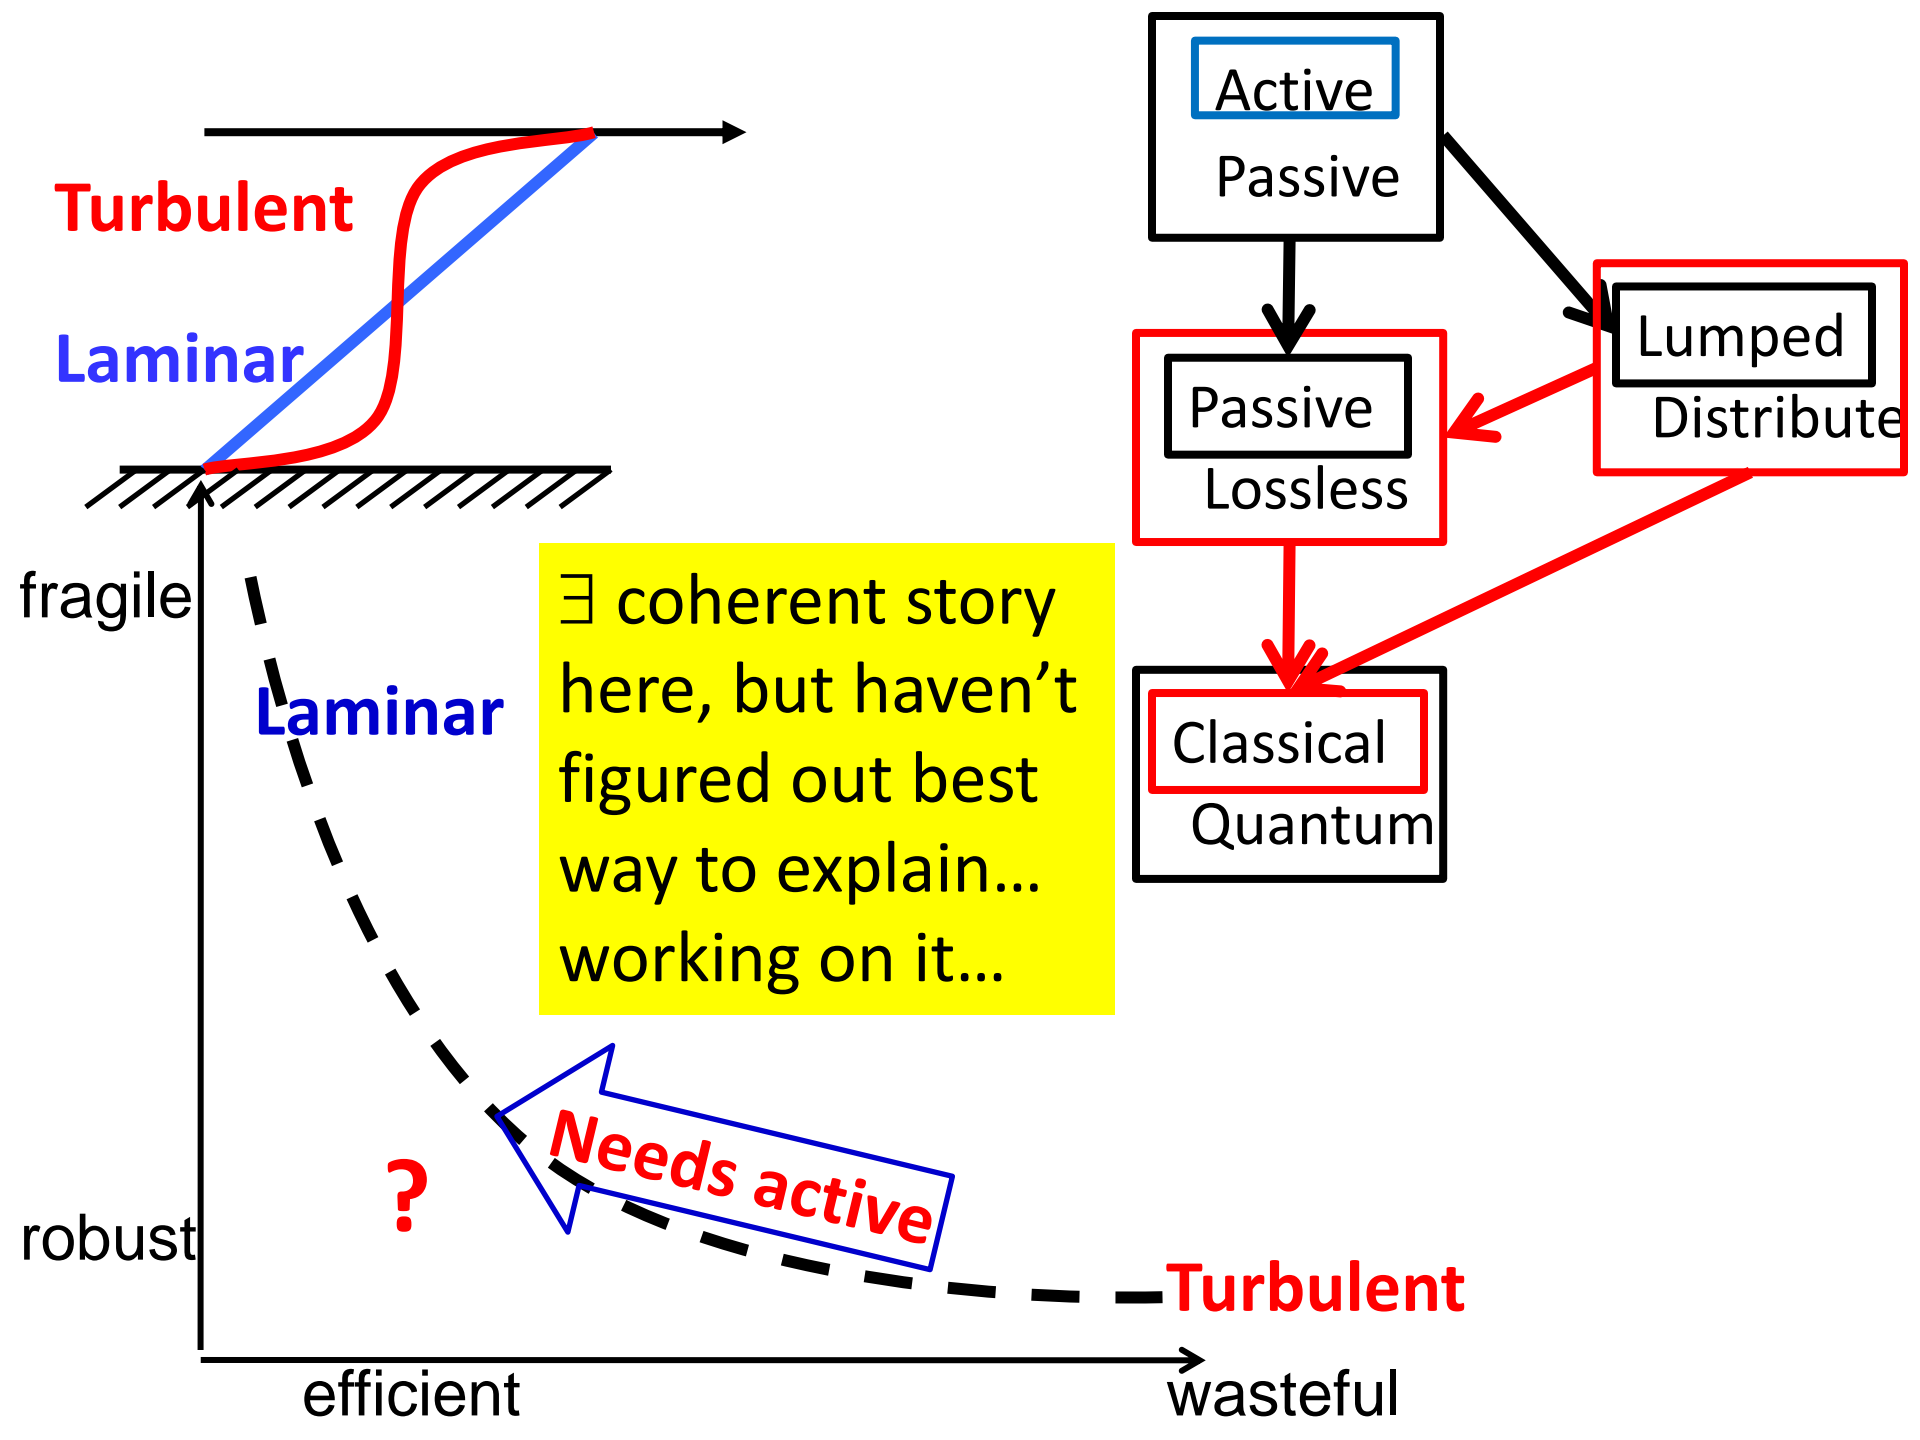 Turbulent
Laminar
Active
Passive
Lumped
Distribute
Passive
Lossless
Classical
Quantum
fragile
Laminar
∃ coherent story
here, but haven’t
figured out best
way to explain…
working on it…
Needs active
?
robust
Turbulent
efficient
wasteful